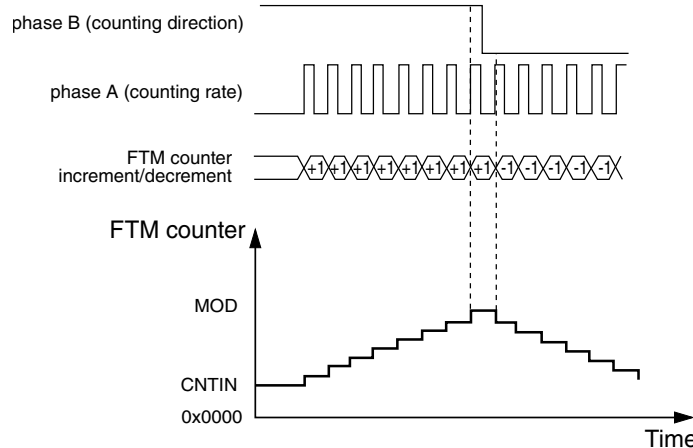 phase B (counting direction)
phase A (counting rate)
FTM counter
increment/decrement
+1 +1 +1 +1 +1 +1 +1 +1 -1 -1 -1 -1 -1
FTM counter
MOD
CNTIN
0x0000
Time